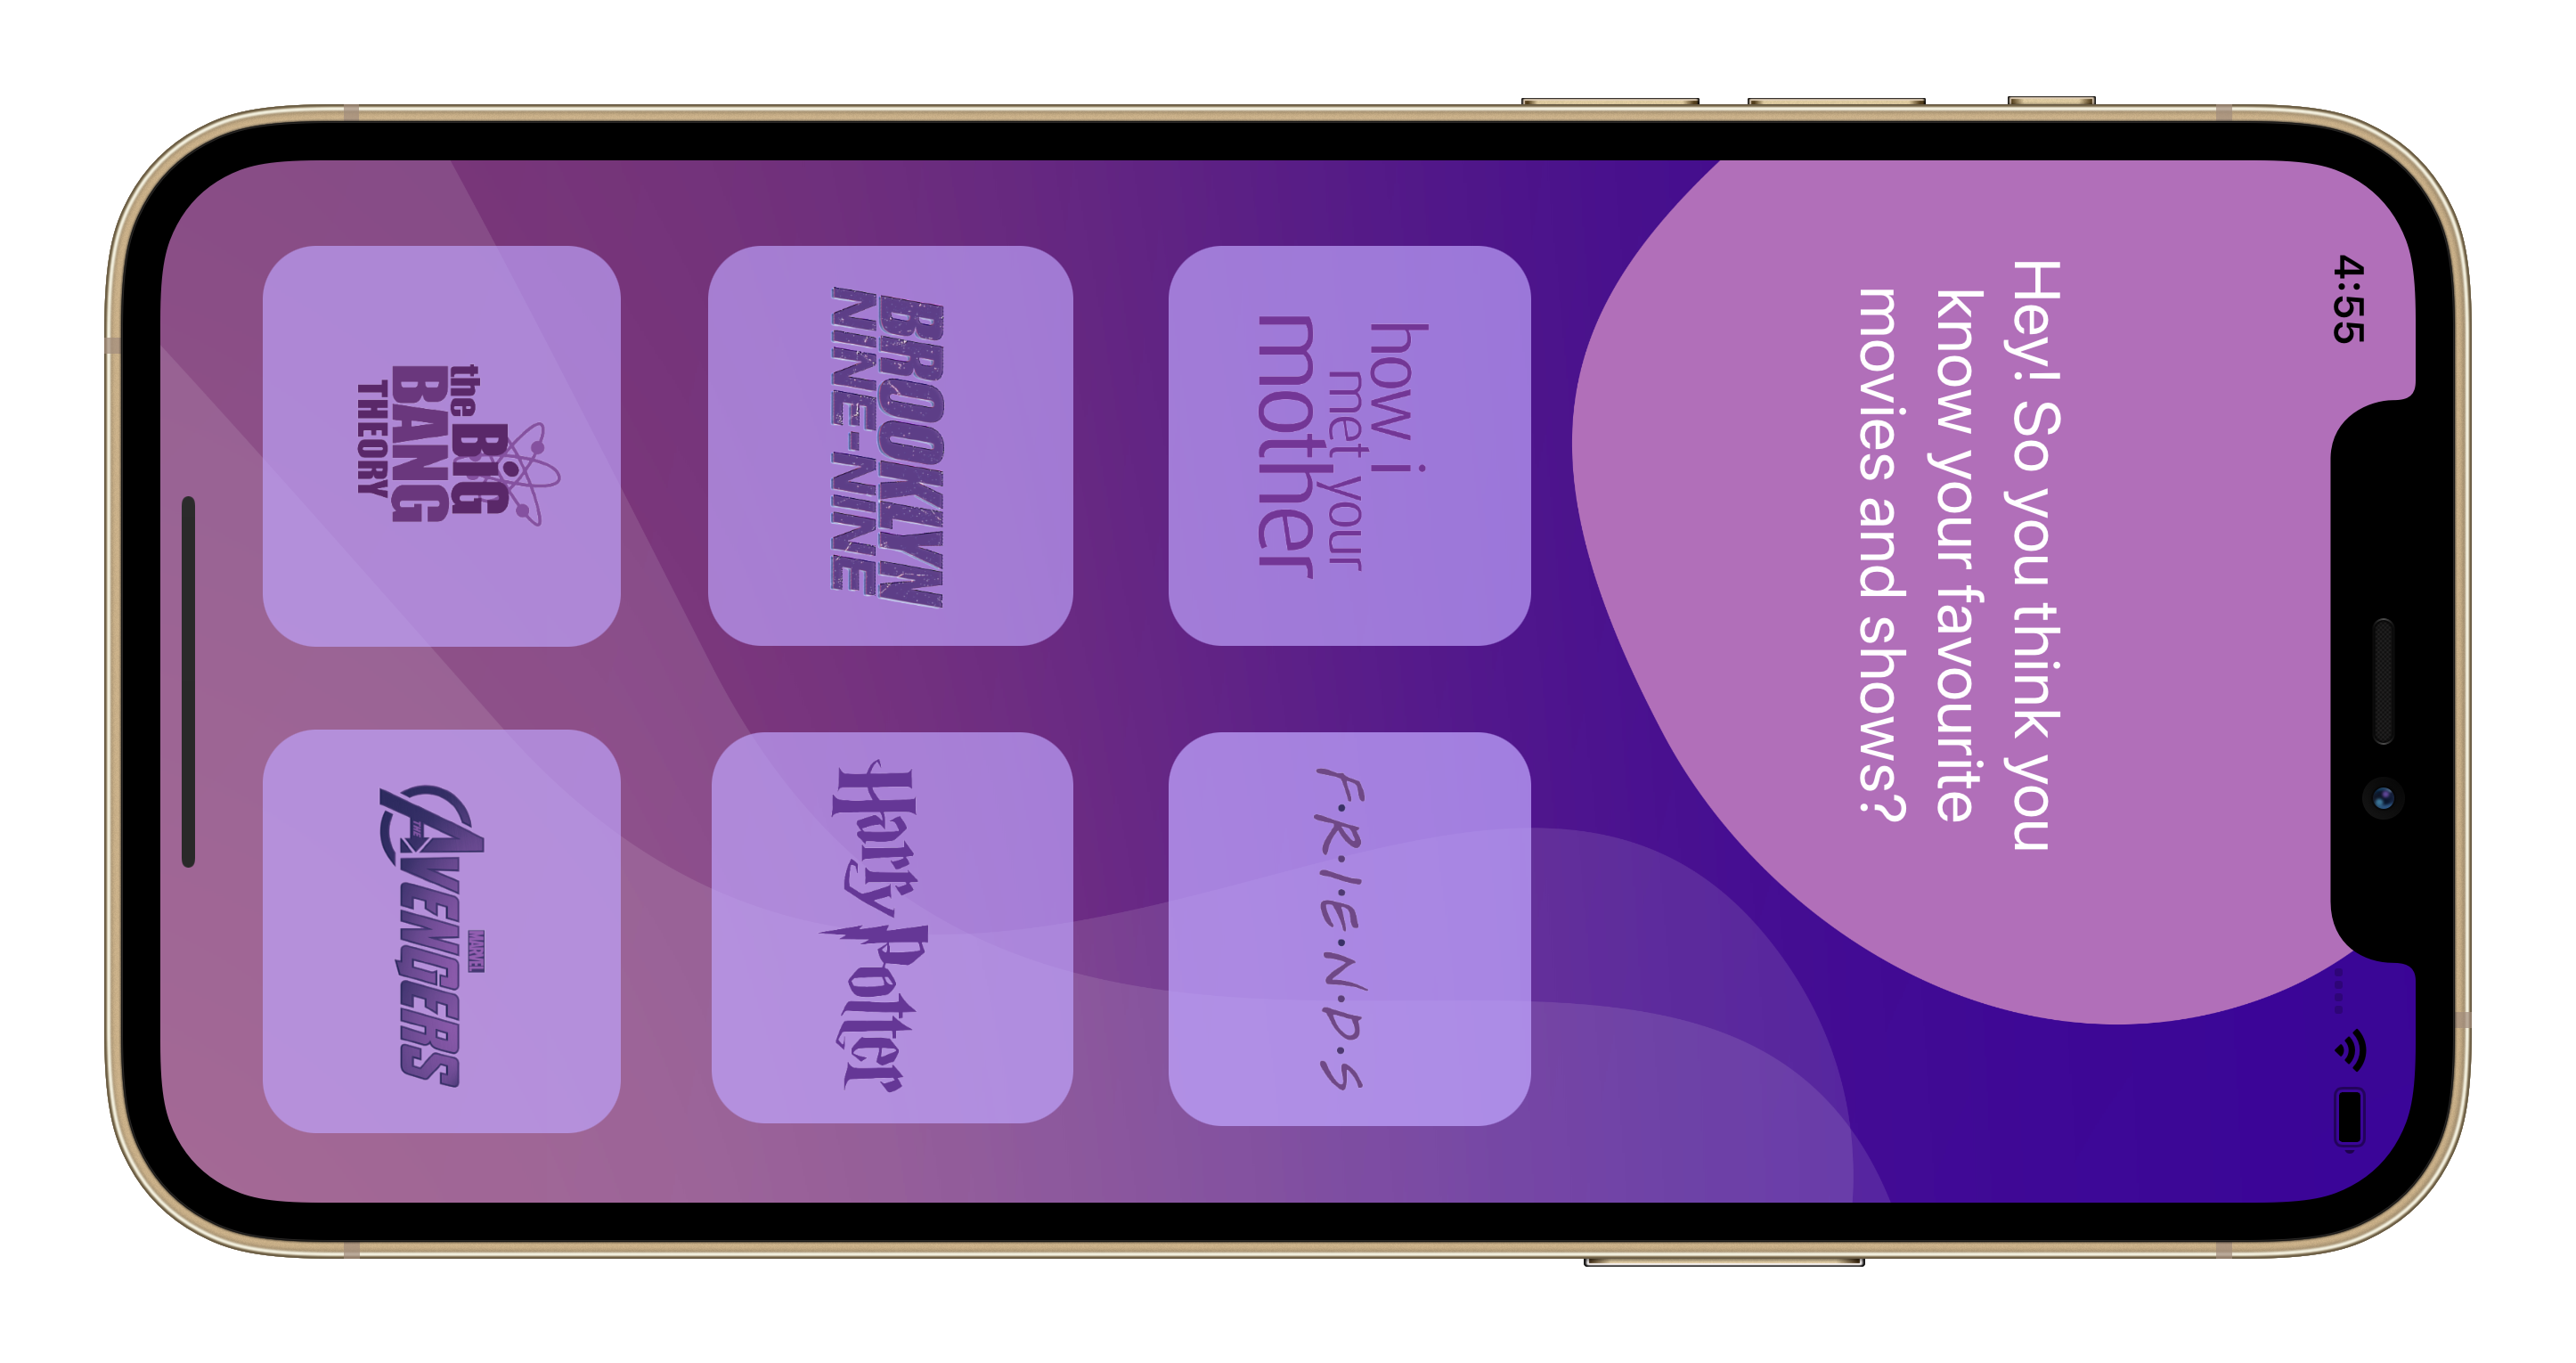 4:55
Hey! So you think you
know your favourite
movies and shows?
how i
met your
mother
F·R·I·E·N·D·S
BROOKLYN
NINE-NINE
Harry Potter
the BIG
BANG
THEORY
MARVEL
THE
AVENGERS